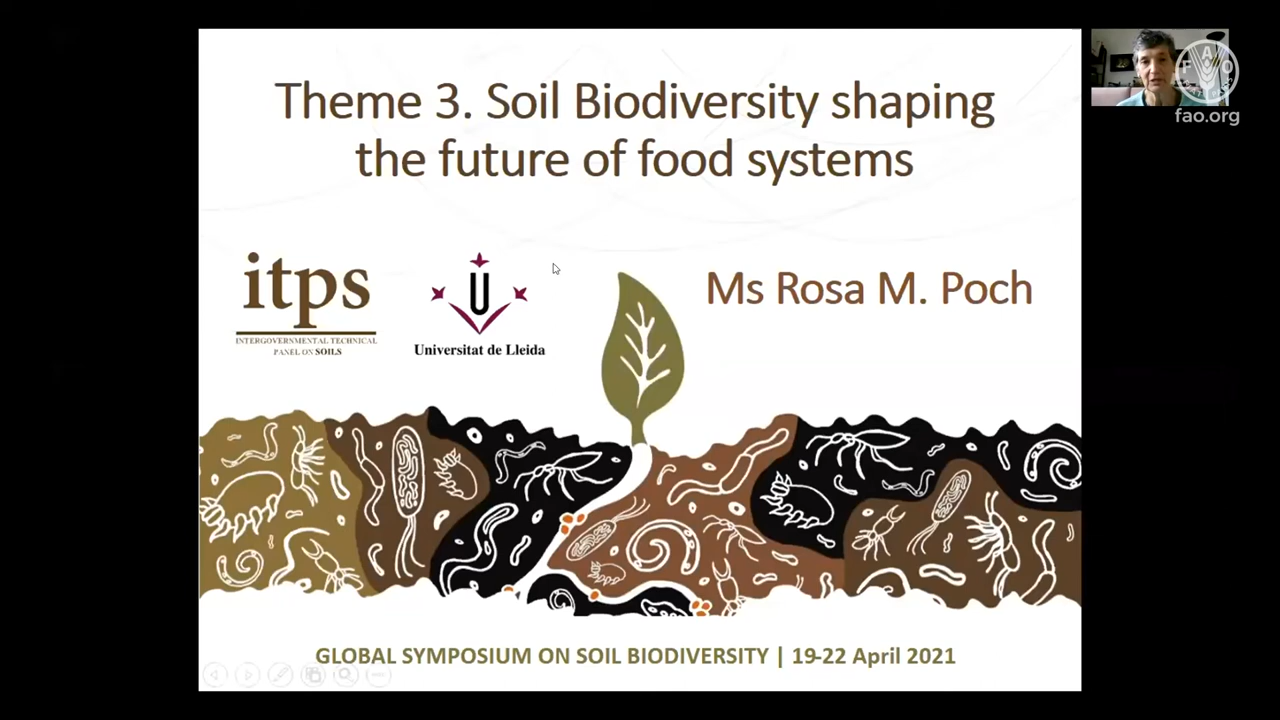 Theme 3. Soil Biodiversity shaping
the future of food systems
itps
INTERGOVERNMENTAL TECHNICAL
PANEL ON SOILS
U
Universitat de Lleida
Ms Rosa M. Poch
GLOBAL SYMPOSIUM ON SOIL BIODIVERSITY | 19-22 April 2021
F A O
fao.org